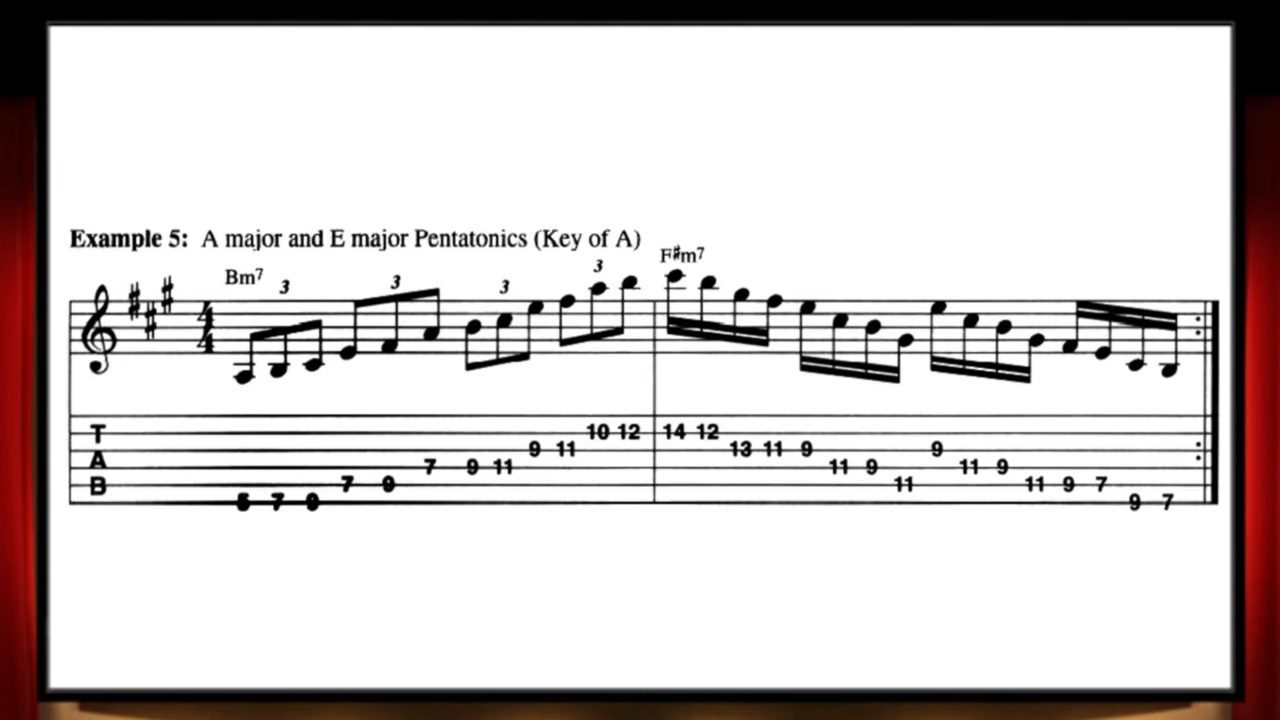 Example 5: A major and E major Pentatonics (Key of A)
Bm7 F#m7
3 3 3 3
4
4
T 10 12 14 12
A 9 11 13 11 9 9
7 9 11 11 9 11 9
B 7 9 11 11 9 7
5 7 9 9 7